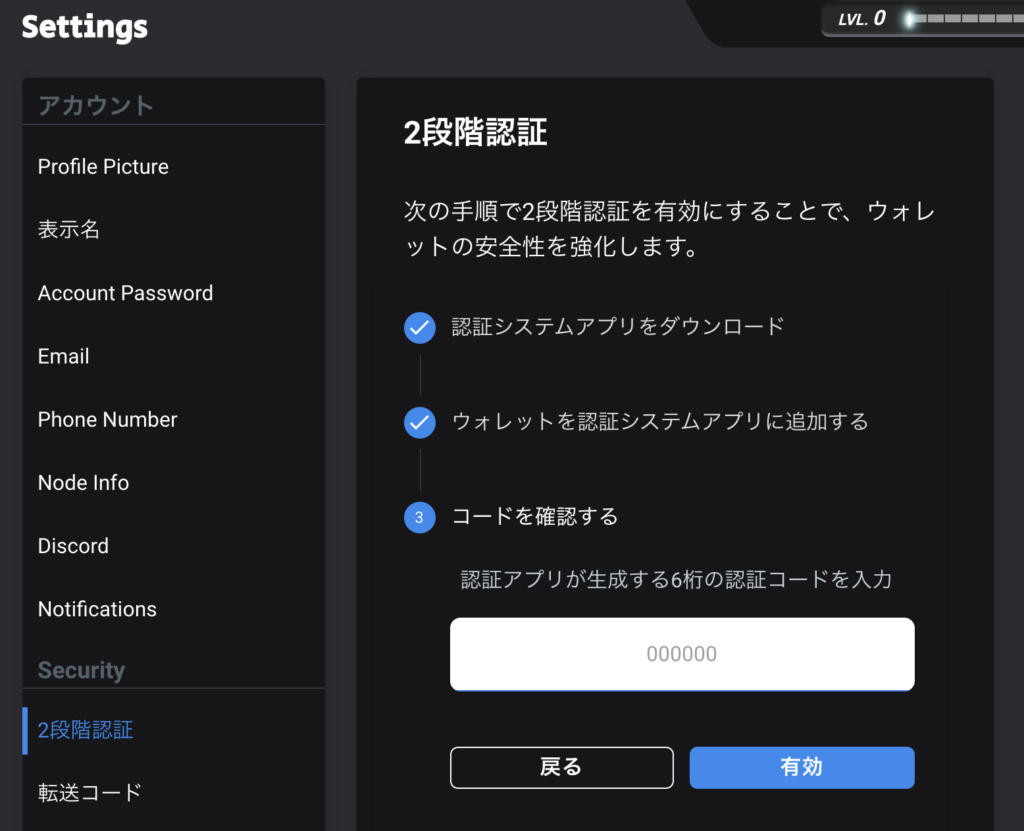 Settings
LVL. 0
アカウント
Profile Picture
表示名
Account Password
Email
Phone Number
Node Info
Discord
Notifications
Security
2段階認証
転送コード
2段階認証
次の手順で2段階認証を有効にすることで、ウォレ
ットの安全性を強化します。
認証システムアプリをダウンロード
ウォレットを認証システムアプリに追加する
3 コードを確認する
認証アプリが生成する6桁の認証コードを入力
000000
戻る
有効